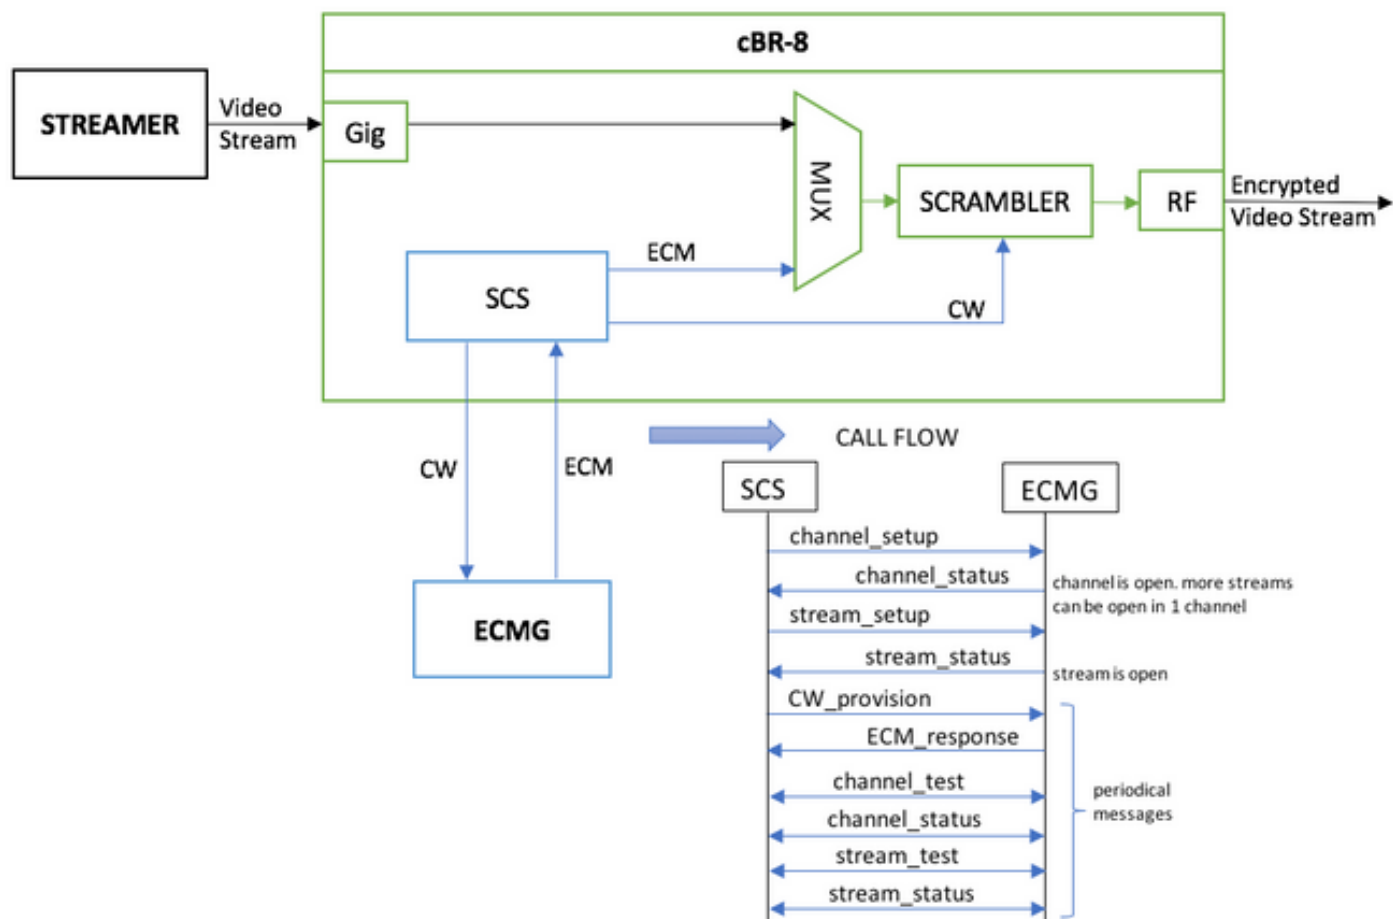 cBR-8
STREAMER
Video
Stream
Gig
MUX
SCRAMBLER
RF
Encrypted
Video Stream
ECM
SCS
CW
CW
ECM
ECMG
CALL FLOW
SCS
ECMG
channel_setup
channel_status
channel is open. more streams
can be open in 1 channel
stream_setup
stream_status
stream is open
CW_provision
ECM_response
channel_test
channel_status
stream_test
stream_status
periodical
messages